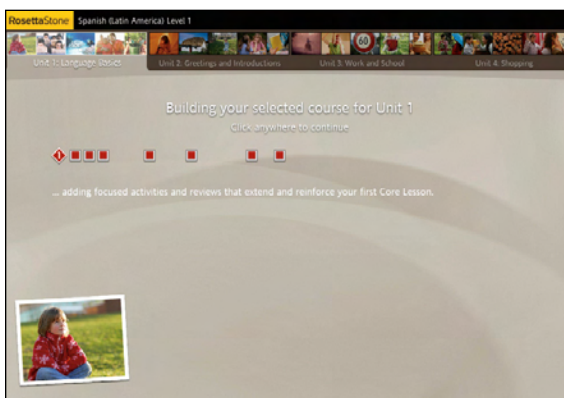 RosettaStone Spanish (Latin America) Level 1
Unit 1: Language Basics Unit 2: Greetings and Introductions Unit 3: Work and School Unit 4: Shopping
60
Building your selected course for Unit 1
Click anywhere to continue
1
... adding focused activities and reviews that extend and reinforce your first Core Lesson.